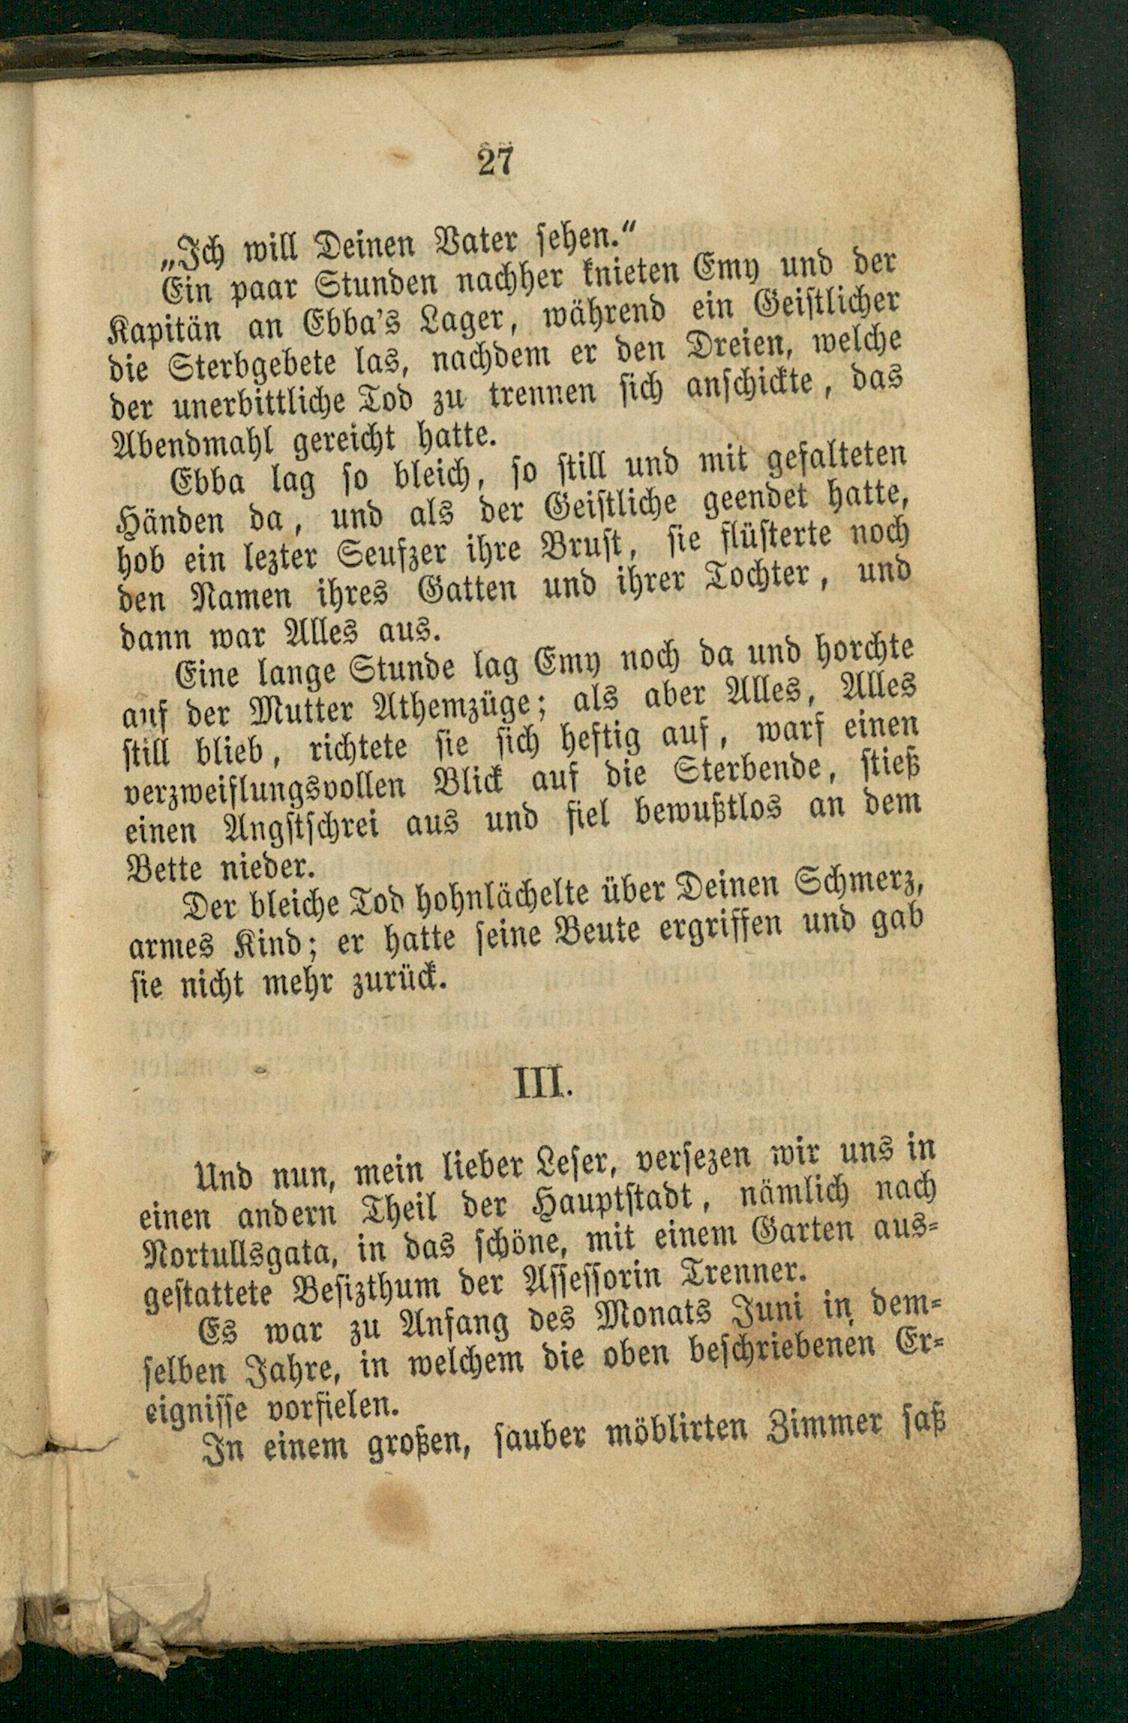 27
„Ich will Deinen Vater sehen.“
Ein paar Stunden nachher knieten Emy und der
Kapitän an Ebba's Lager, während ein Geistlicher
die Sterbgebete las, nachdem er den Dreien, welche
der unerbittliche Tod zu trennen sich anschickte, das
Abendmahl gereicht hatte.
Ebba lag so bleich, so still und mit gefalteten
Händen da, und als der Geistliche geendet hatte,
hob ein lezter Seufzer ihre Brust, sie flüsterte noch
den Namen ihres Gatten und ihrer Tochter, und
dann war Alles aus.
Eine lange Stunde lag Emy noch da und horchte
auf der Mutter Athemzüge; als aber Alles, Alles
still blieb, richtete sie sich heftig auf, warf einen
verzweiflungsvollen Blick auf die Sterbende, stieß
einen Angstschrei aus und fiel bewußtlos an dem
Bette nieder.
Der bleiche Tod hohnlächelte über Deinen Schmerz,
armes Kind; er hatte seine Beute ergriffen und gab
sie nicht mehr zurück.
III.
Und nun, mein lieber Leser, versezen wir uns in
einen andern Theil der Hauptstadt, nämlich nach
Nortullsgata, in das schöne, mit einem Garten aus-
gestattete Besizthum der Assessorin Trenner.
Es war zu Anfang des Monats Juni in dem-
selben Jahre, in welchem die oben beschriebenen Er-
eignisse vorfielen.
In einem großen, sauber möblirten Zimmer saß